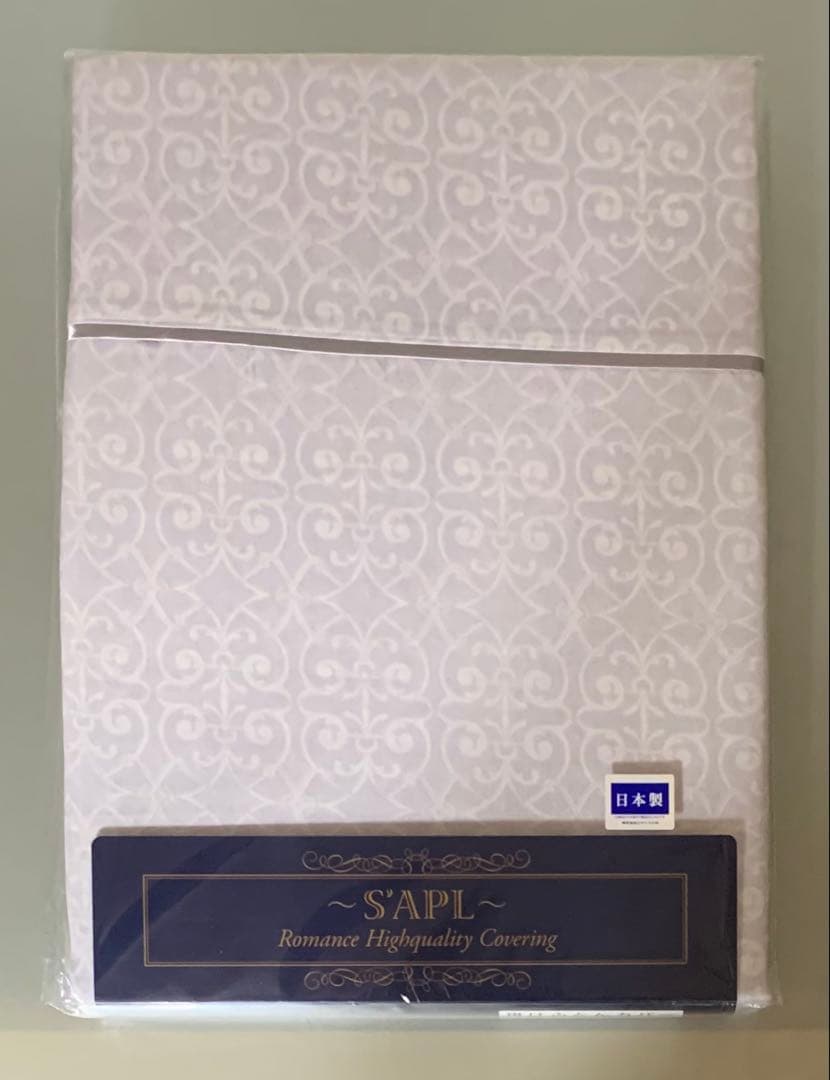 日本製
~S'APL~
Romance Highquality Covering